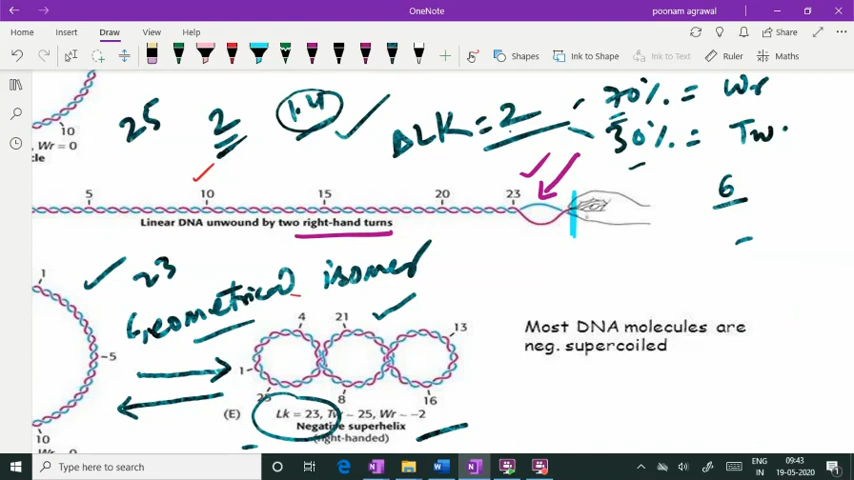 OneNote
poonam agrawal
Home Insert Draw View Help
Share
Shapes Ink to Shape Ink to Text Ruler Maths
25 2 1.4 ΔLK = 2 70% = Wr
30% = Tw
10
, Wr = 0
cle
5 10 15 20 23
6
Linear DNA unwound by two right-hand turns
1
23
Geometrical isomer
4 21 13
Most DNA molecules are
neg. supercoiled
-5
1
25 8 16
(E) Lk = 23, Tw ~ 25, Wr ~ -2
Negative superhelix
(right-handed)
10
Type here to search
ENG
IN
09:43
19-05-2020